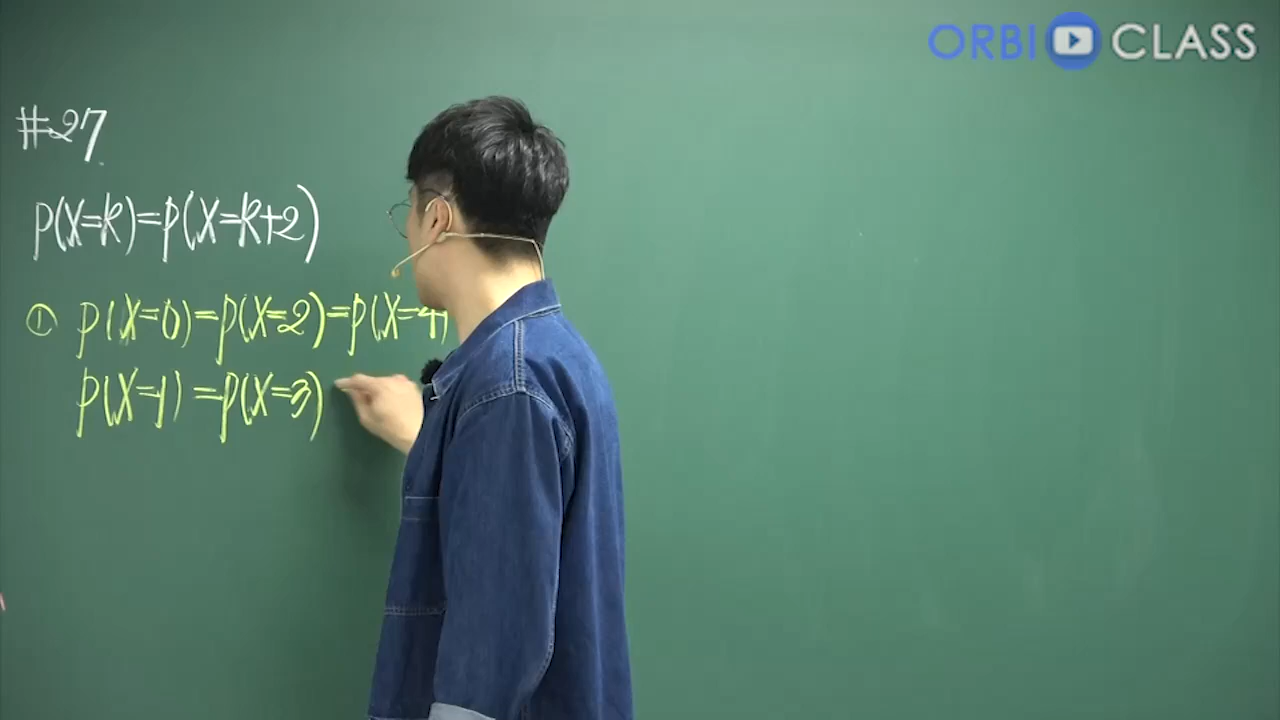 ORBI CLASS
#27
P(X=k)=P(X=k+2)
① P(X=0)=P(X=2)=P(X=4)
P(X=1)=P(X=3)